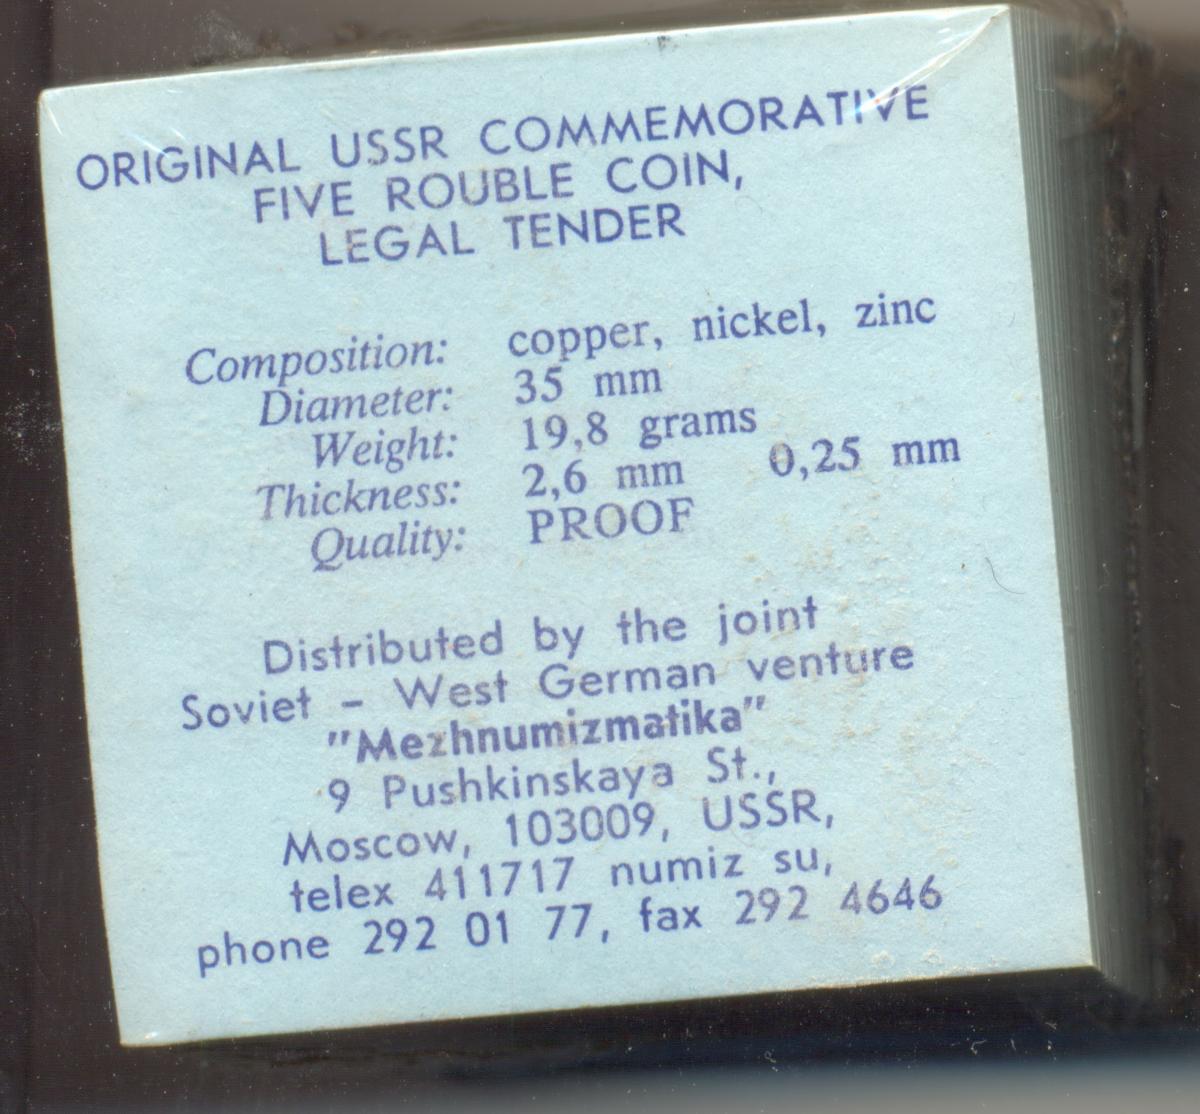 ORIGINAL USSR COMMEMORATIVE
FIVE ROUBLE COIN,
LEGAL TENDER
Composition: copper, nickel, zinc
Diameter: 35 mm
Weight: 19,8 grams
Thickness: 2,6 mm 0,25 mm
Quality: PROOF
Distributed by the joint
Soviet – West German venture
"Mezhnumizmatika"
9 Pushkinskaya St.,
Moscow, 103009, USSR,
telex 411717 numiz su,
phone 292 01 77, fax 292 4646